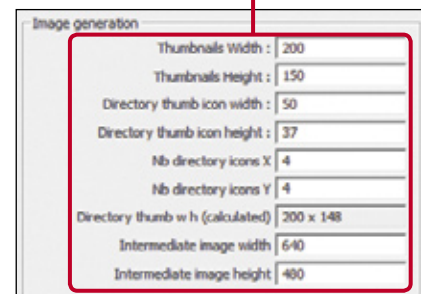 Image generation
Thumbnails Width : 200
Thumbnails Height : 150
Directory thumb icon width : 50
Directory thumb icon height : 37
Nb directory icons X 4
Nb directory icons Y 4
Directory thumb w h (calculated) 200 x 148
Intermediate image width 640
Intermediate image height 480